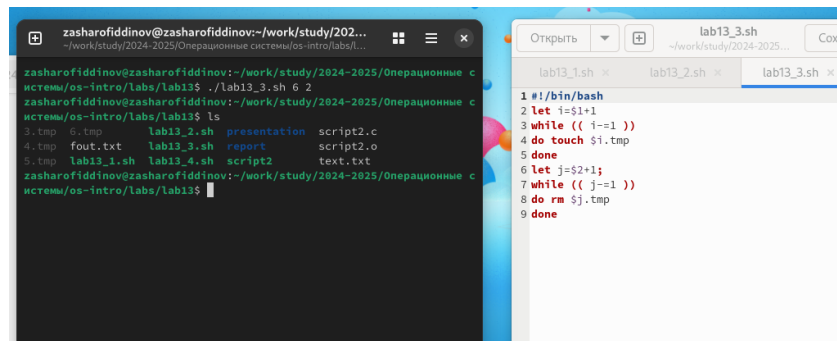 zasharofiddinov@zasharofiddinov:~/work/study/202...
~/work/study/2024-2025/Операционные системы/os-intro/labs/l...
zasharofiddinov@zasharofiddinov:~/work/study/2024-2025/Операционные с
истемы/os-intro/labs/lab13$ ./lab13_3.sh 6 2
zasharofiddinov@zasharofiddinov:~/work/study/2024-2025/Операционные с
истемы/os-intro/labs/lab13$ ls
3.tmp 6.tmp lab13_2.sh presentation script2.c
4.tmp fout.txt lab13_3.sh report script2.o
5.tmp lab13_1.sh lab13_4.sh script2 text.txt
zasharofiddinov@zasharofiddinov:~/work/study/2024-2025/Операционные с
истемы/os-intro/labs/lab13$
Открыть
lab13_3.sh
~/work/study/2024-2025...
Сох
lab13_1.sh × lab13_2.sh × lab13_3.sh ×
1 #!/bin/bash
2 let i=$1+1
3 while (( i-=1 ))
4 do touch $i.tmp
5 done
6 let j=$2+1;
7 while (( j-=1 ))
8 do rm $j.tmp
9 done